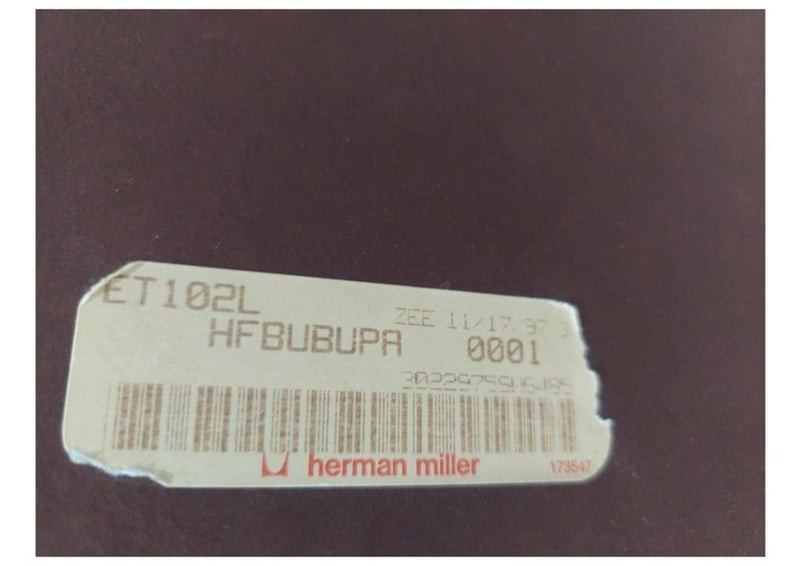 ET102L
ZEE 11/17/97
HFBUBUPA 0001
herman miller 173547